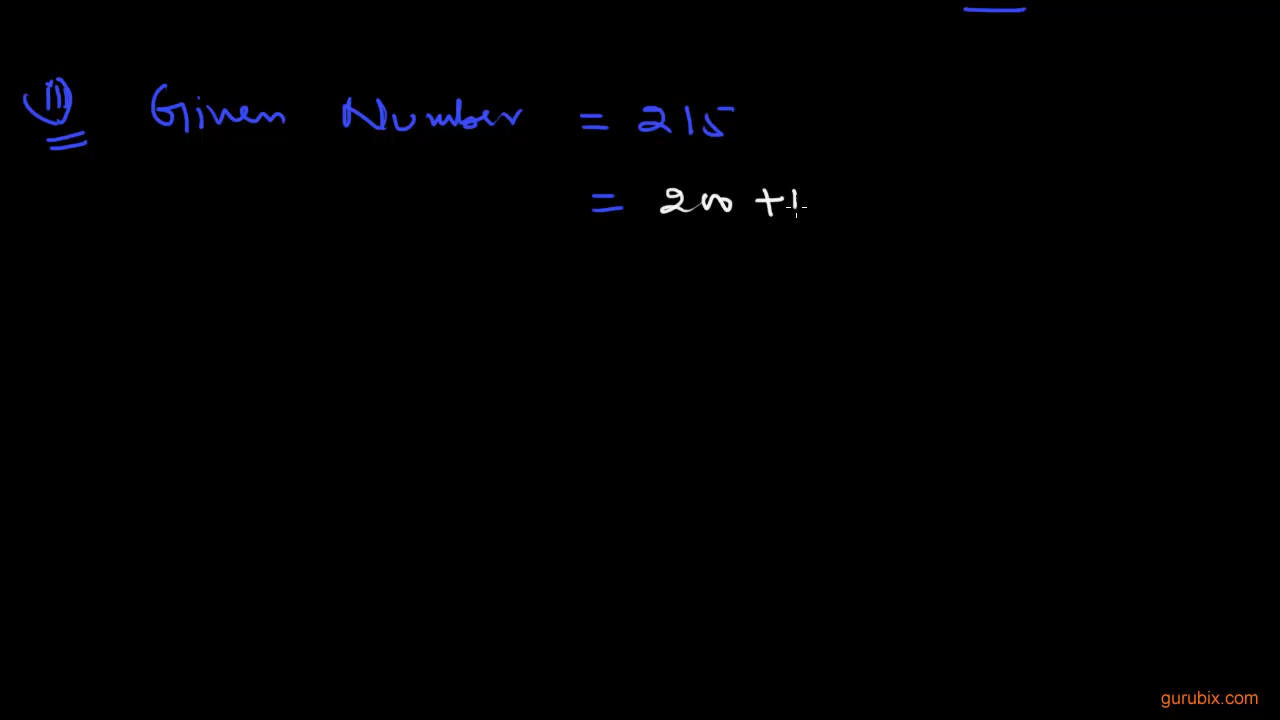 (ii) Given Number = 215
= 200 + 1
gurubix.com